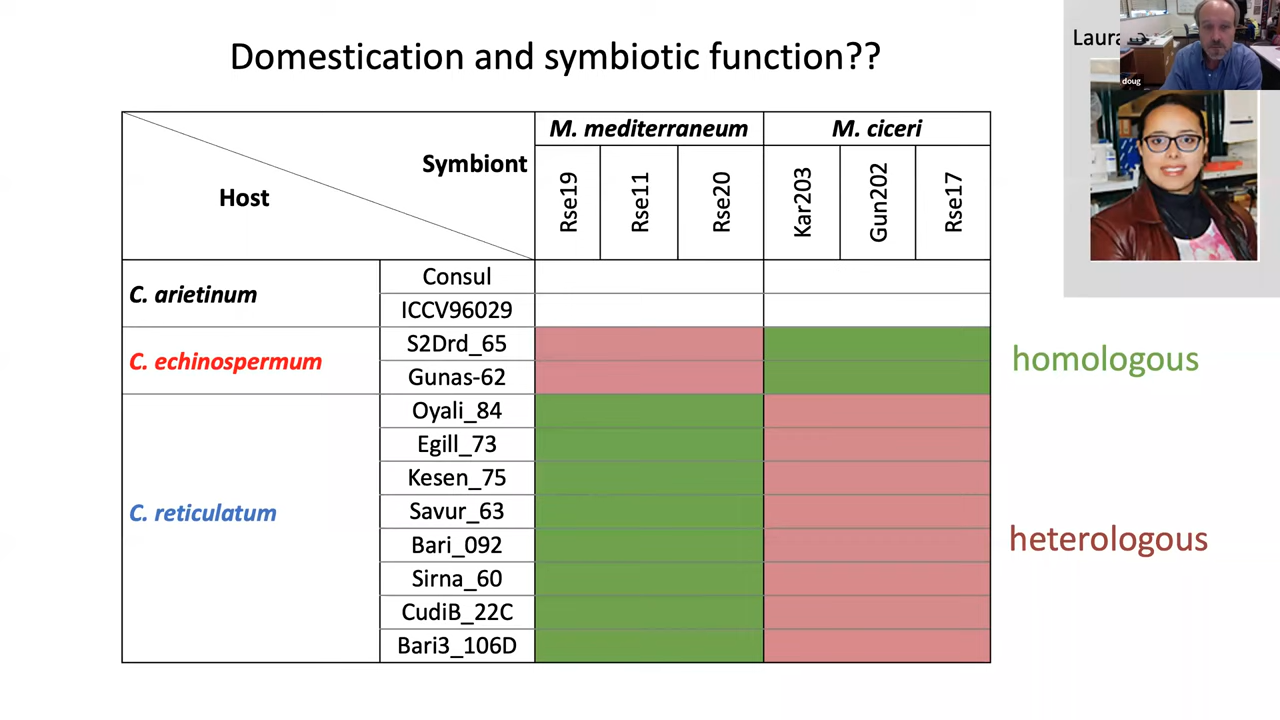 Domestication and symbiotic function??
Laura
doug
M. mediterraneum
M. ciceri
Symbiont
Host
Rse19
Rse11
Rse20
Kar203
Gun202
Rse17
C. arietinum
Consul
ICCV96029
C. echinospermum
S2Drd_65
Gunas-62
homologous
C. reticulatum
Oyali_84
Egill_73
Kesen_75
Savur_63
Bari_092
Sirna_60
CudiB_22C
Bari3_106D
heterologous